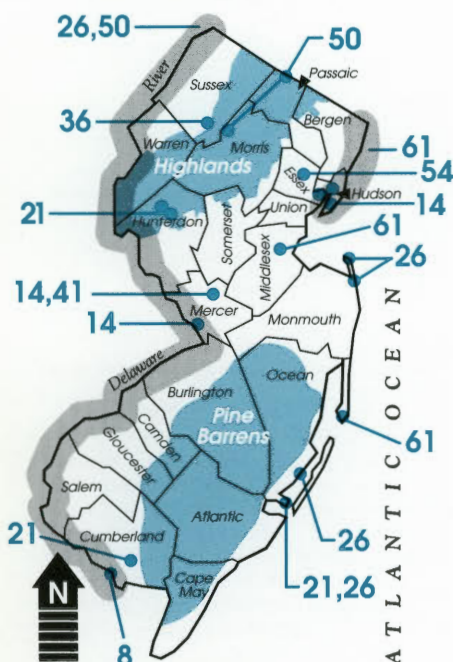 26,50
50
River
Sussex
Passaic
36
Bergen
Warren
Morris
61
Highlands
Essex
54
Hudson
21
Hunterdon
Union
14
Somerset
61
Middlesex
26
14,41
Mercer
14
Monmouth
Delaware
Ocean
Burlington
Pine
Barrens
61
Camden
Gloucester
Salem
Atlantic
26
21
Cumberland
21,26
Cape
May
N
8
ATLANTIC OCEAN